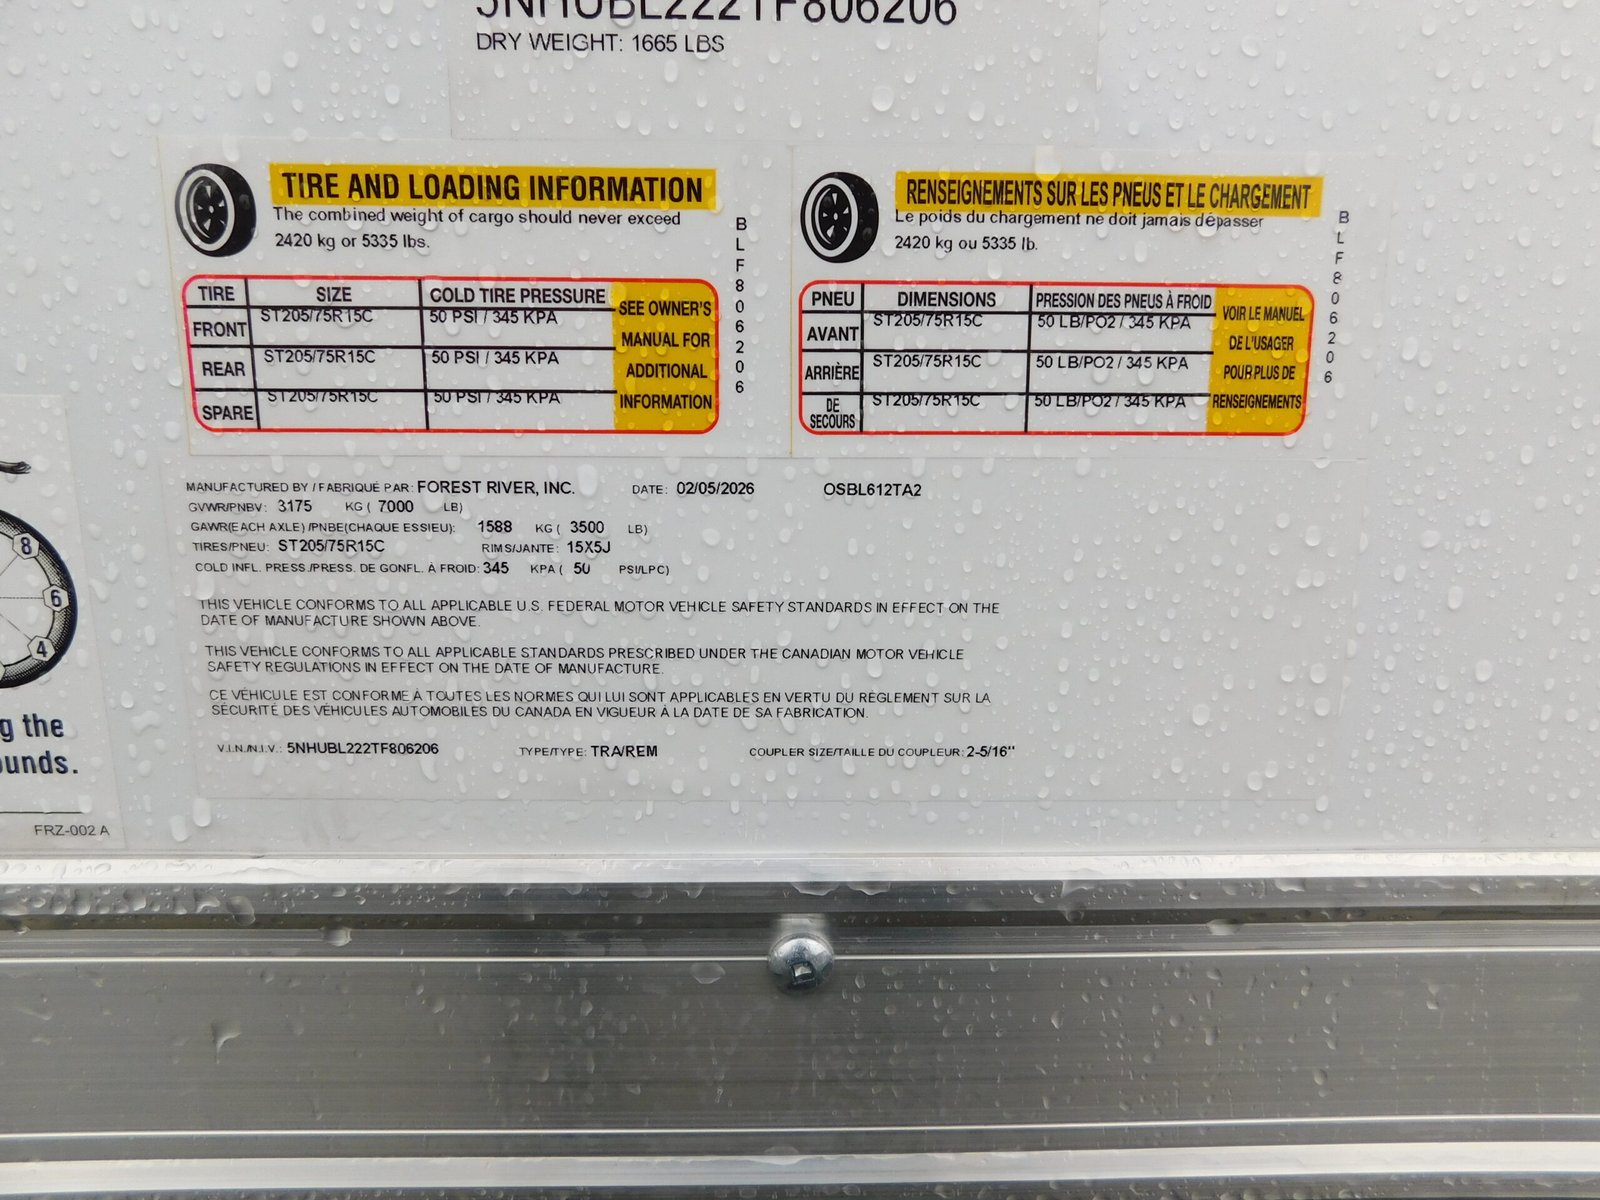 5NHUBL222TF806206
DRY WEIGHT: 1665 LBS
TIRE AND LOADING INFORMATION
The combined weight of cargo should never exceed
2420 kg or 5335 lbs.
TIRE SIZE COLD TIRE PRESSURE
FRONT ST205/75R15C 50 PSI / 345 KPA
REAR ST205/75R15C 50 PSI / 345 KPA
SPARE ST205/75R15C 50 PSI / 345 KPA
SEE OWNER'S
MANUAL FOR
ADDITIONAL
INFORMATION
BLF806206
RENSEIGNEMENTS SUR LES PNEUS ET LE CHARGEMENT
Le poids du chargement ne doit jamais dépasser
2420 kg ou 5335 lb.
PNEU DIMENSIONS PRESSION DES PNEUS À FROID
AVANT ST205/75R15C 50 LB/PO2 / 345 KPA
ARRIÈRE ST205/75R15C 50 LB/PO2 / 345 KPA
DE
SECOURS ST205/75R15C 50 LB/PO2 / 345 KPA
VOIR LE MANUEL
DE L'USAGER
POUR PLUS DE
RENSEIGNEMENTS
BLF806206
MANUFACTURED BY / FABRIQUÉ PAR: FOREST RIVER, INC. DATE: 02/05/2026 OSBL612TA2
GVWR/PNBV: 3175 KG ( 7000 LB)
GAWR(EACH AXLE) /PNBE(CHAQUE ESSIEU): 1588 KG ( 3500 LB)
TIRES/PNEU: ST205/75R15C RIMS/JANTE: 15X5J
COLD INFL. PRESS./PRESS. DE GONFL. À FROID: 345 KPA ( 50 PSI/LPC)
THIS VEHICLE CONFORMS TO ALL APPLICABLE U.S. FEDERAL MOTOR VEHICLE SAFETY STANDARDS IN EFFECT ON THE
DATE OF MANUFACTURE SHOWN ABOVE.
THIS VEHICLE CONFORMS TO ALL APPLICABLE STANDARDS PRESCRIBED UNDER THE CANADIAN MOTOR VEHICLE
SAFETY REGULATIONS IN EFFECT ON THE DATE OF MANUFACTURE.
CE VÉHICULE EST CONFORME À TOUTES LES NORMES QUI LUI SONT APPLICABLES EN VERTU DU RÈGLEMENT SUR LA
SÉCURITÉ DES VÉHICULES AUTOMOBILES DU CANADA EN VIGUEUR À LA DATE DE SA FABRICATION.
V.I.N./N.I.V.: 5NHUBL222TF806206 TYPE/TYPE: TRA/REM COUPLER SIZE/TAILLE DU COUPLEUR: 2-5/16"
8
6
4
g the
ounds.
FRZ-002 A